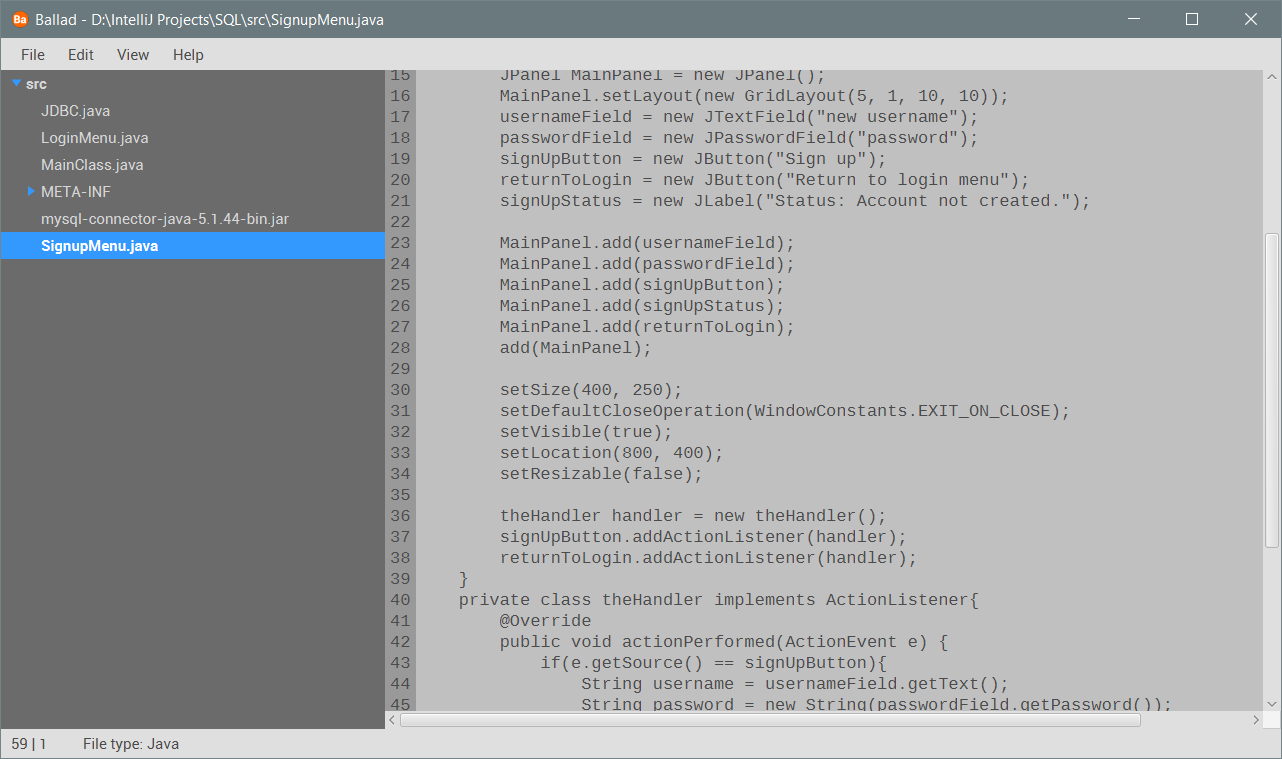 Ba Ballad - D:\IntelliJ Projects\SQL\src\SignupMenu.java
File Edit View Help
src
JDBC.java
LoginMenu.java
MainClass.java
META-INF
mysql-connector-java-5.1.44-bin.jar
SignupMenu.java
15 JPanel MainPanel = new JPanel();
16 MainPanel.setLayout(new GridLayout(5, 1, 10, 10));
17 usernameField = new JTextField("new username");
18 passwordField = new JPasswordField("password");
19 signUpButton = new JButton("Sign up");
20 returnToLogin = new JButton("Return to login menu");
21 signUpStatus = new JLabel("Status: Account not created.");
22
23 MainPanel.add(usernameField);
24 MainPanel.add(passwordField);
25 MainPanel.add(signUpButton);
26 MainPanel.add(signUpStatus);
27 MainPanel.add(returnToLogin);
28 add(MainPanel);
29
30 setSize(400, 250);
31 setDefaultCloseOperation(WindowConstants.EXIT_ON_CLOSE);
32 setVisible(true);
33 setLocation(800, 400);
34 setResizable(false);
35
36 theHandler handler = new theHandler();
37 signUpButton.addActionListener(handler);
38 returnToLogin.addActionListener(handler);
39 }
40 private class theHandler implements ActionListener{
41 @Override
42 public void actionPerformed(ActionEvent e) {
43 if(e.getSource() == signUpButton){
44 String username = usernameField.getText();
45 String password = new String(passwordField.getPassword());
59 | 1 File type: Java